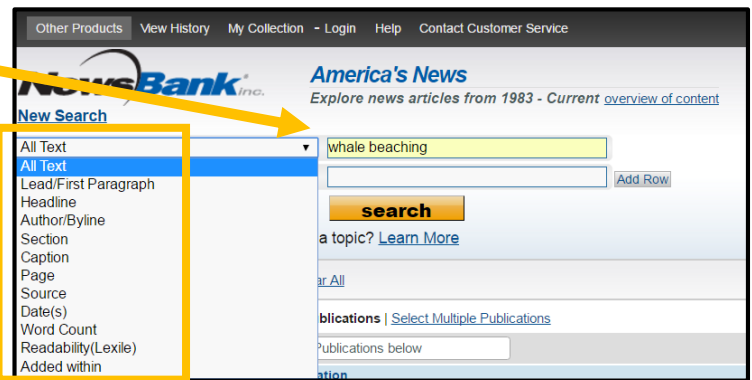 Other Products View History My Collection - Login Help Contact Customer Service
NewsBank inc.
America's News
Explore news articles from 1983 - Current overview of content
New Search
All Text whale beaching
All Text
Lead/First Paragraph Add Row
Headline
Author/Byline search
Section a topic? Learn More
Caption
Page ar All
Source
Date(s) blications | Select Multiple Publications
Word Count
Readability(Lexile) Publications below
Added within ation